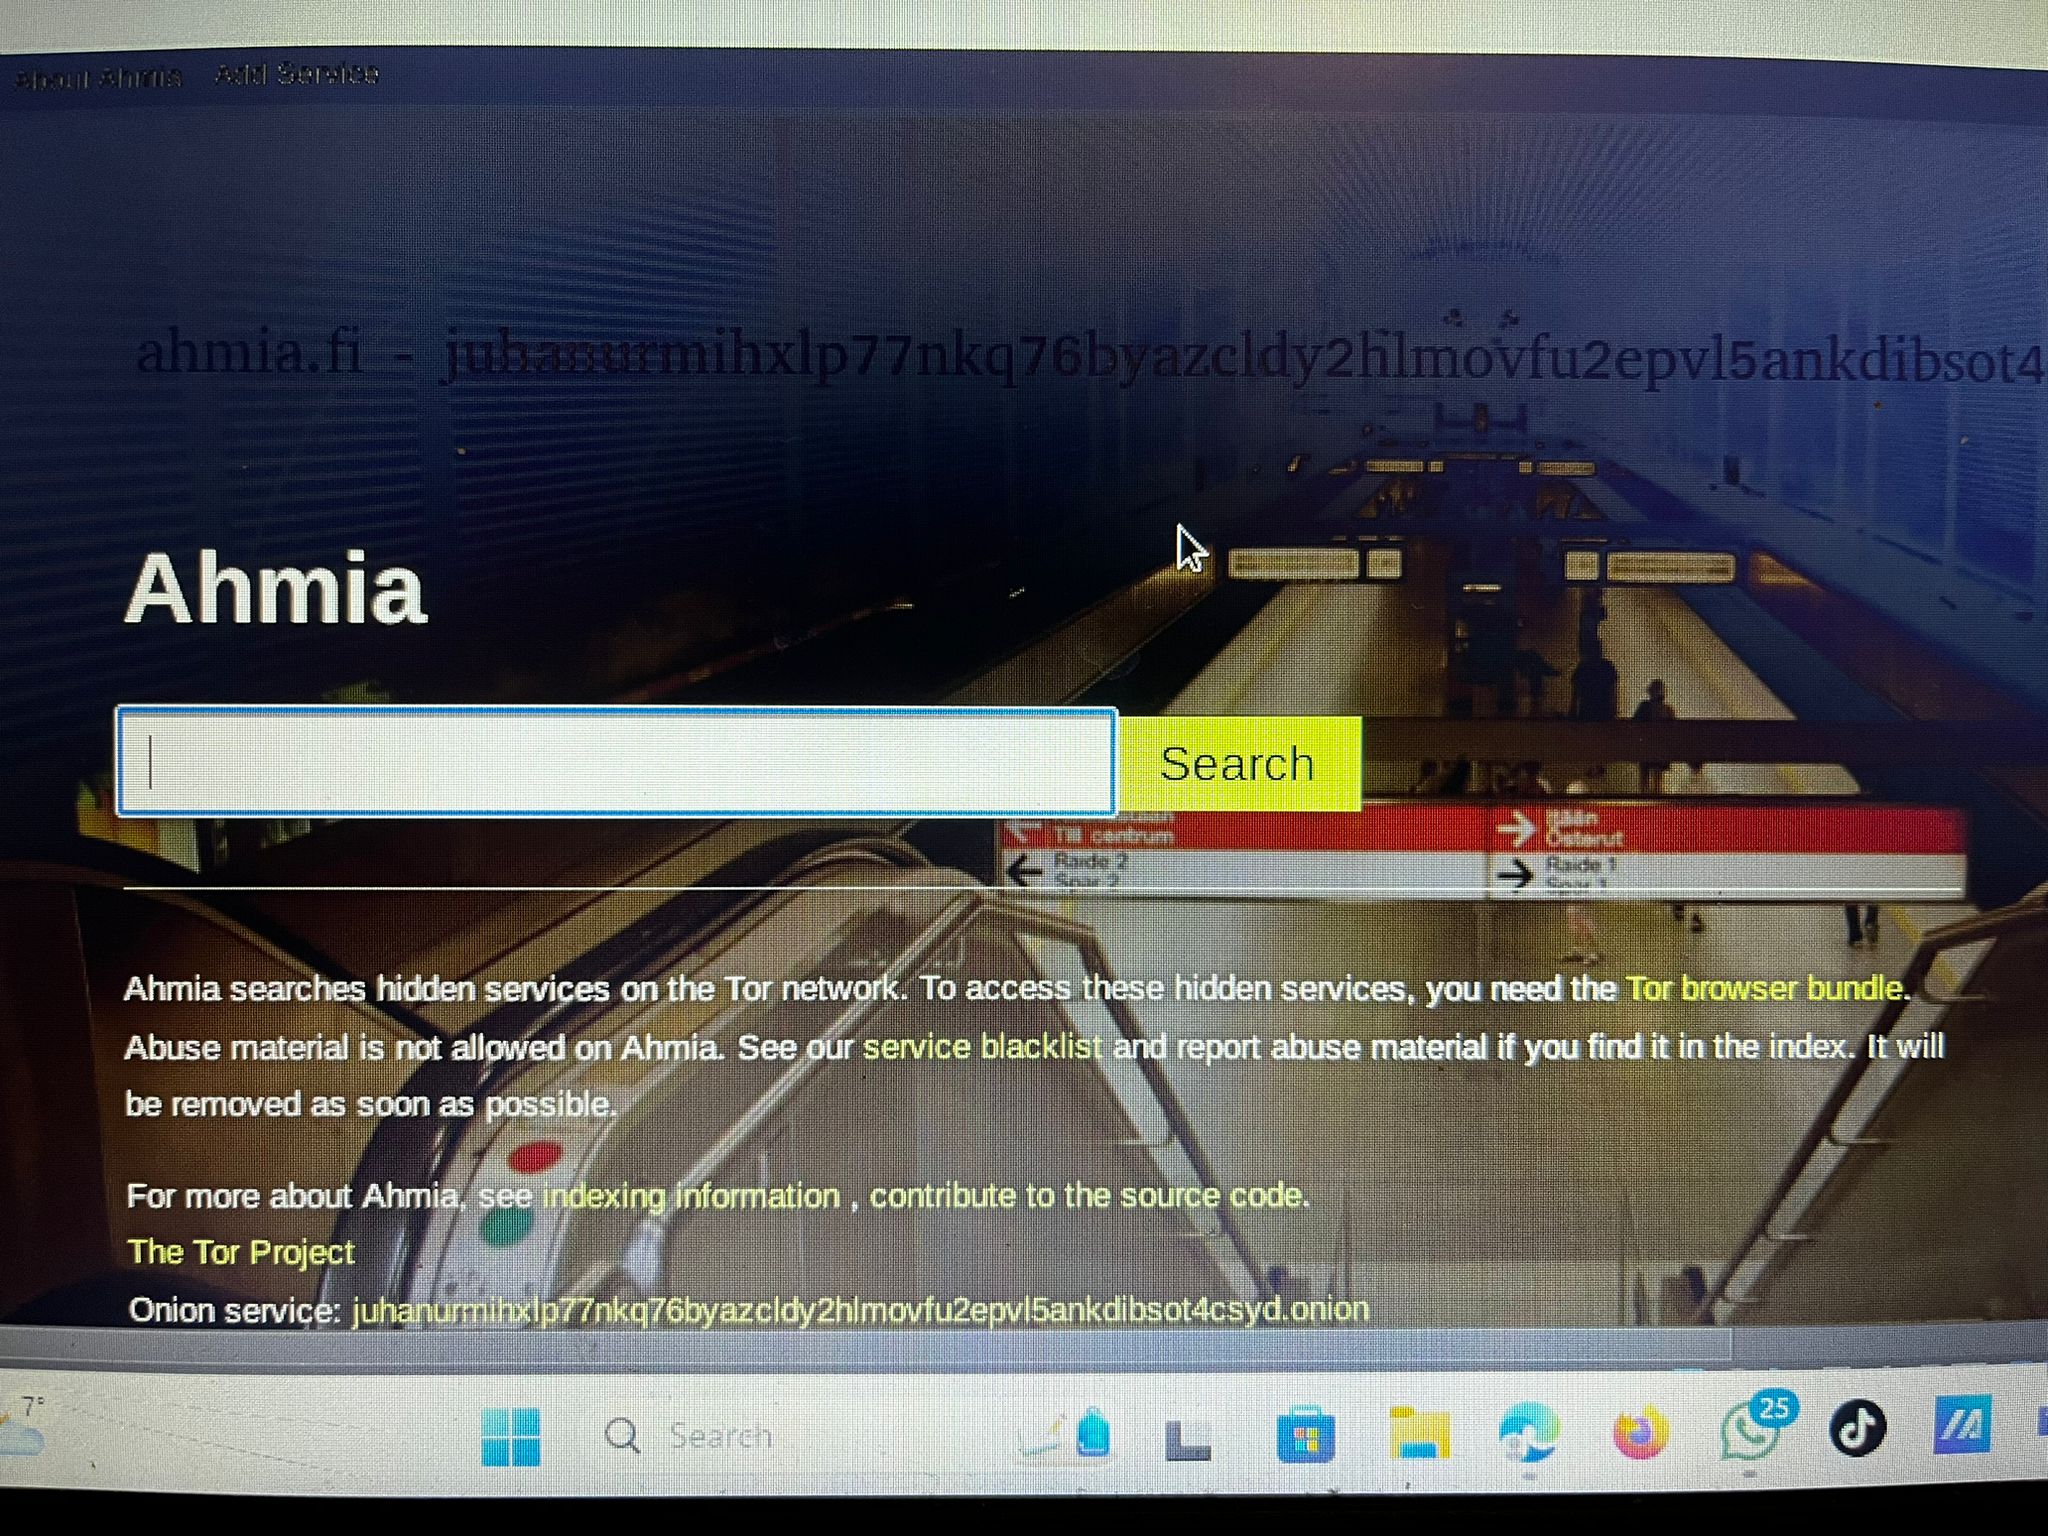 About Ahmia Add Service
ahmia.fi - juhanurmihxlp77nkq76byazcldy2hlmovfu2epvl5ankdibsot4
Ahmia
Search
Till centrum
Österut
Raide 2
Raide 1
Spar 2
Spar 1
Ahmia searches hidden services on the Tor network. To access these hidden services, you need the Tor browser bundle.
Abuse material is not allowed on Ahmia. See our service blacklist and report abuse material if you find it in the index. It will
be removed as soon as possible.
For more about Ahmia, see indexing information , contribute to the source code.
The Tor Project
Onion service: juhanurmihxlp77nkq76byazcldy2hlmovfu2epvl5ankdibsot4csyd.onion
7°
Search
25